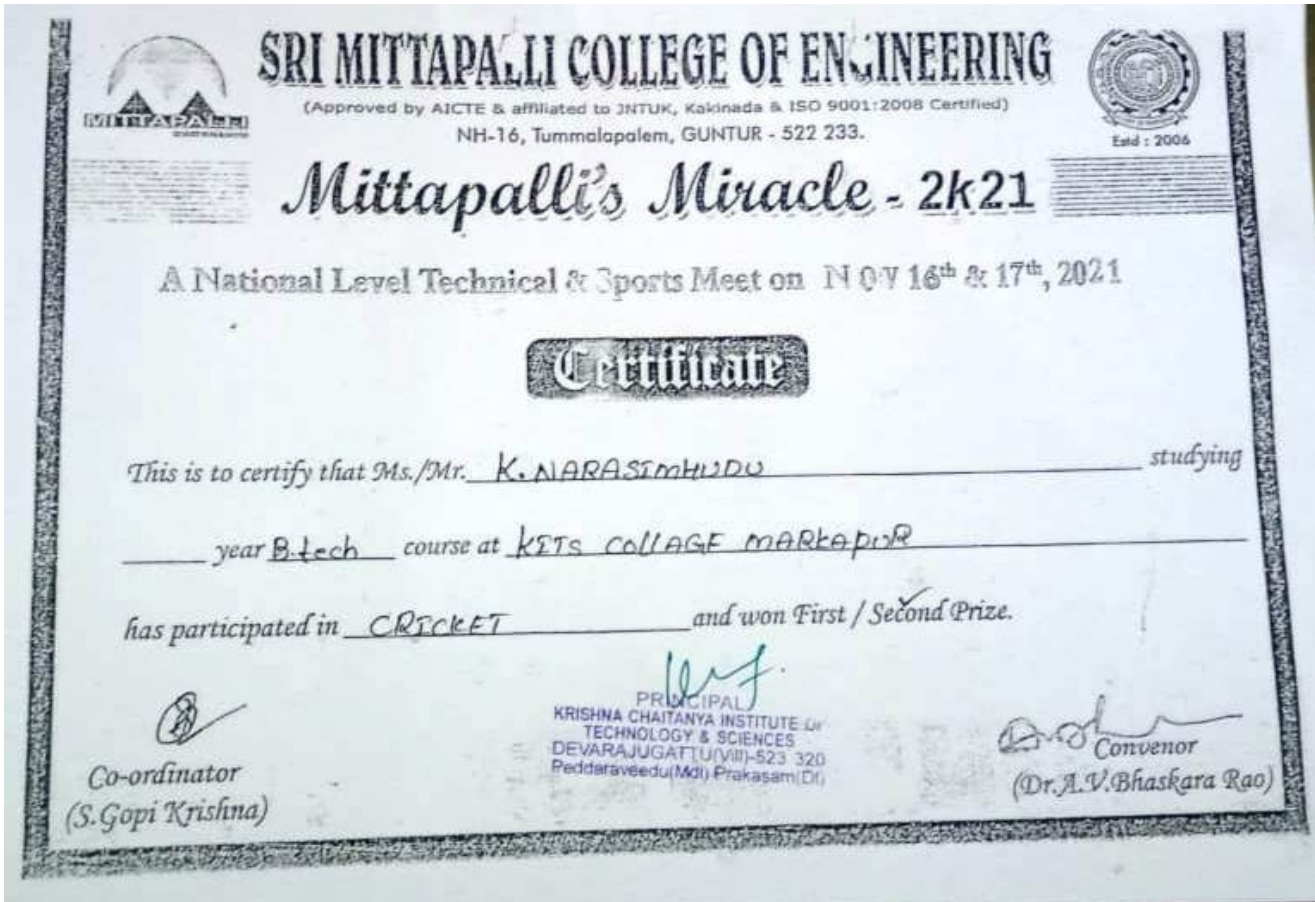 SRI MITTAPALLI COLLEGE OF ENGINEERING
(Approved by AICTE & affiliated to JNTUK, Kakinada & ISO 9001:2008 Certified)
NH-16, Tummalapalem, GUNTUR - 522 233.
MITTAPALLI
Estd : 2006
Mittapalli's Miracle - 2k21
A National Level Technical & Sports Meet on NOV 16th & 17th, 2021
Certificate
This is to certify that Ms./Mr. K. NARASIMHUDU studying
year B.tech course at KITS COLLAGE MARKAPUR
has participated in CRICKET and won First / Second Prize.
PRINCIPAL
KRISHNA CHAITANYA INSTITUTE OF
TECHNOLOGY & SCIENCES
DEVARAJUGATTU(Vill)-523 320
Peddaraveedu(Mdl) Prakasam(Dt)
Co-ordinator
(S.Gopi Krishna)
Convenor
(Dr.A.V.Bhaskara Rao)